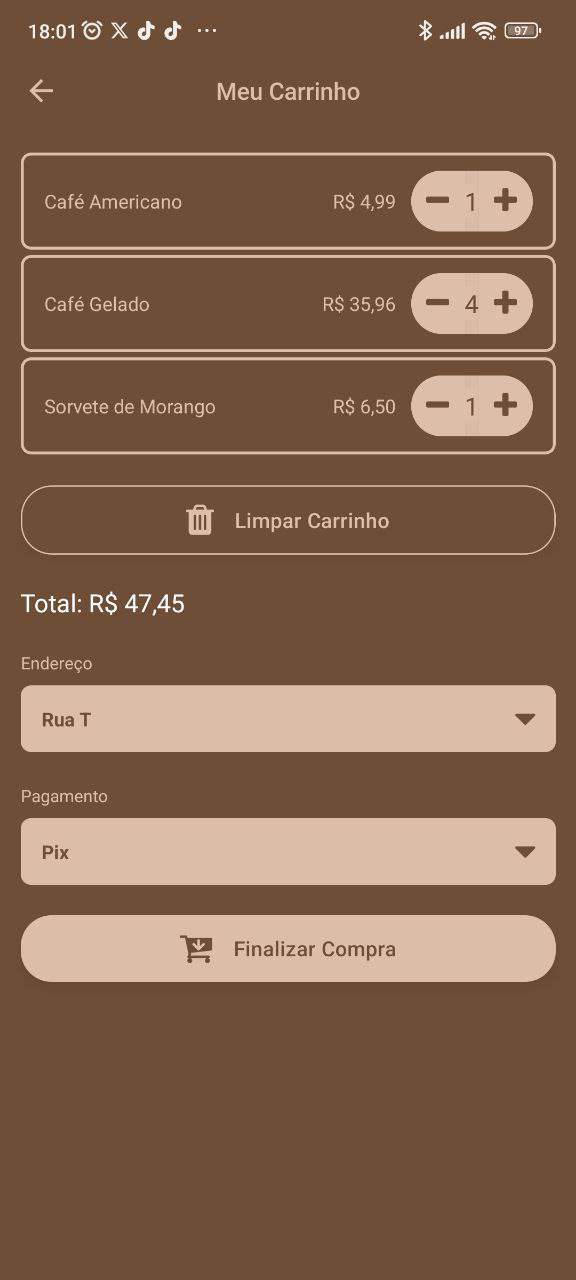 18:01 ... 97
Meu Carrinho
Café Americano R$ 4,99 1
Café Gelado R$ 35,96 4
Sorvete de Morango R$ 6,50 1
Limpar Carrinho
Total: R$ 47,45
Endereço
Rua T
Pagamento
Pix
Finalizar Compra